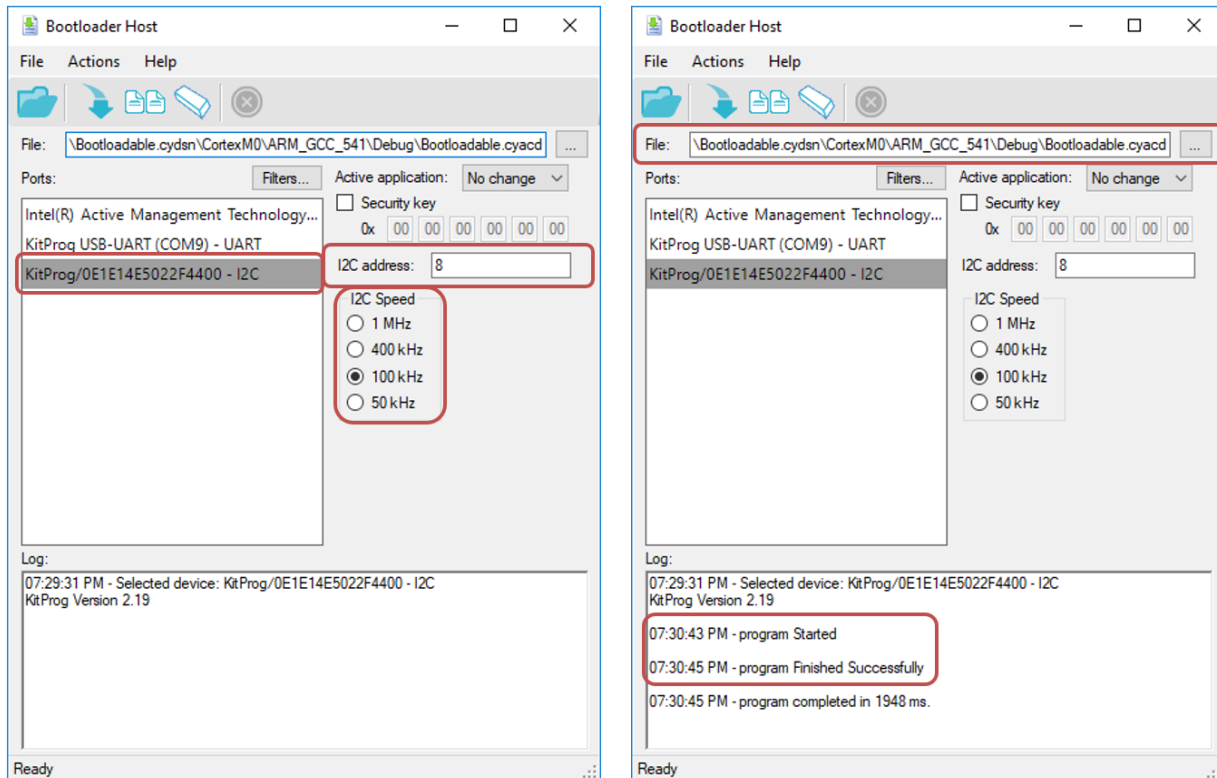 Bootloader Host
File Actions Help
File: \Bootloadable.cydsn\CortexM0\ARM_GCC_541\Debug\Bootloadable.cyacd ...
Ports: Filters... Active application: No change
Intel(R) Active Management Technology...
KitProg USB-UART (COM9) - UART
KitProg/0E1E14E5022F4400 - I2C
Security key
0x 00 00 00 00 00 00
I2C address: 8
I2C Speed
1 MHz
400 kHz
100 kHz
50 kHz
Log:
07:29:31 PM - Selected device: KitProg/0E1E14E5022F4400 - I2C
KitProg Version 2.19
Ready
Bootloader Host
File Actions Help
File: \Bootloadable.cydsn\CortexM0\ARM_GCC_541\Debug\Bootloadable.cyacd ...
Ports: Filters... Active application: No change
Intel(R) Active Management Technology...
KitProg USB-UART (COM9) - UART
KitProg/0E1E14E5022F4400 - I2C
Security key
0x 00 00 00 00 00 00
I2C address: 8
I2C Speed
1 MHz
400 kHz
100 kHz
50 kHz
Log:
07:29:31 PM - Selected device: KitProg/0E1E14E5022F4400 - I2C
KitProg Version 2.19
07:30:43 PM - program Started
07:30:45 PM - program Finished Successfully
07:30:45 PM - program completed in 1948 ms.
Ready